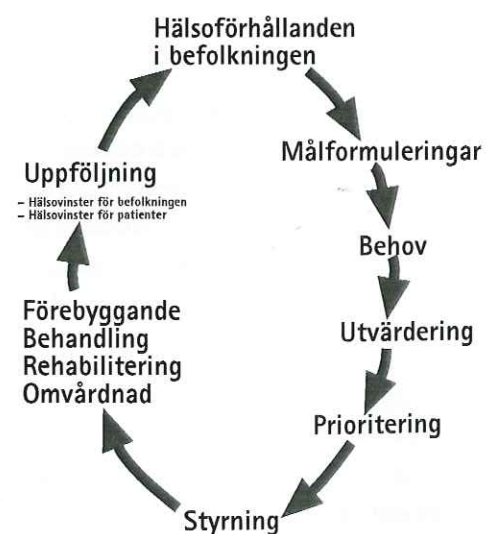 Hälsoförhållanden
i befolkningen
Målformuleringar
Behov
Utvärdering
Prioritering
Styrning
Förebyggande
Behandling
Rehabilitering
Omvårdnad
Uppföljning
– Hälsovinster för befolkningen
– Hälsovinster för patienter